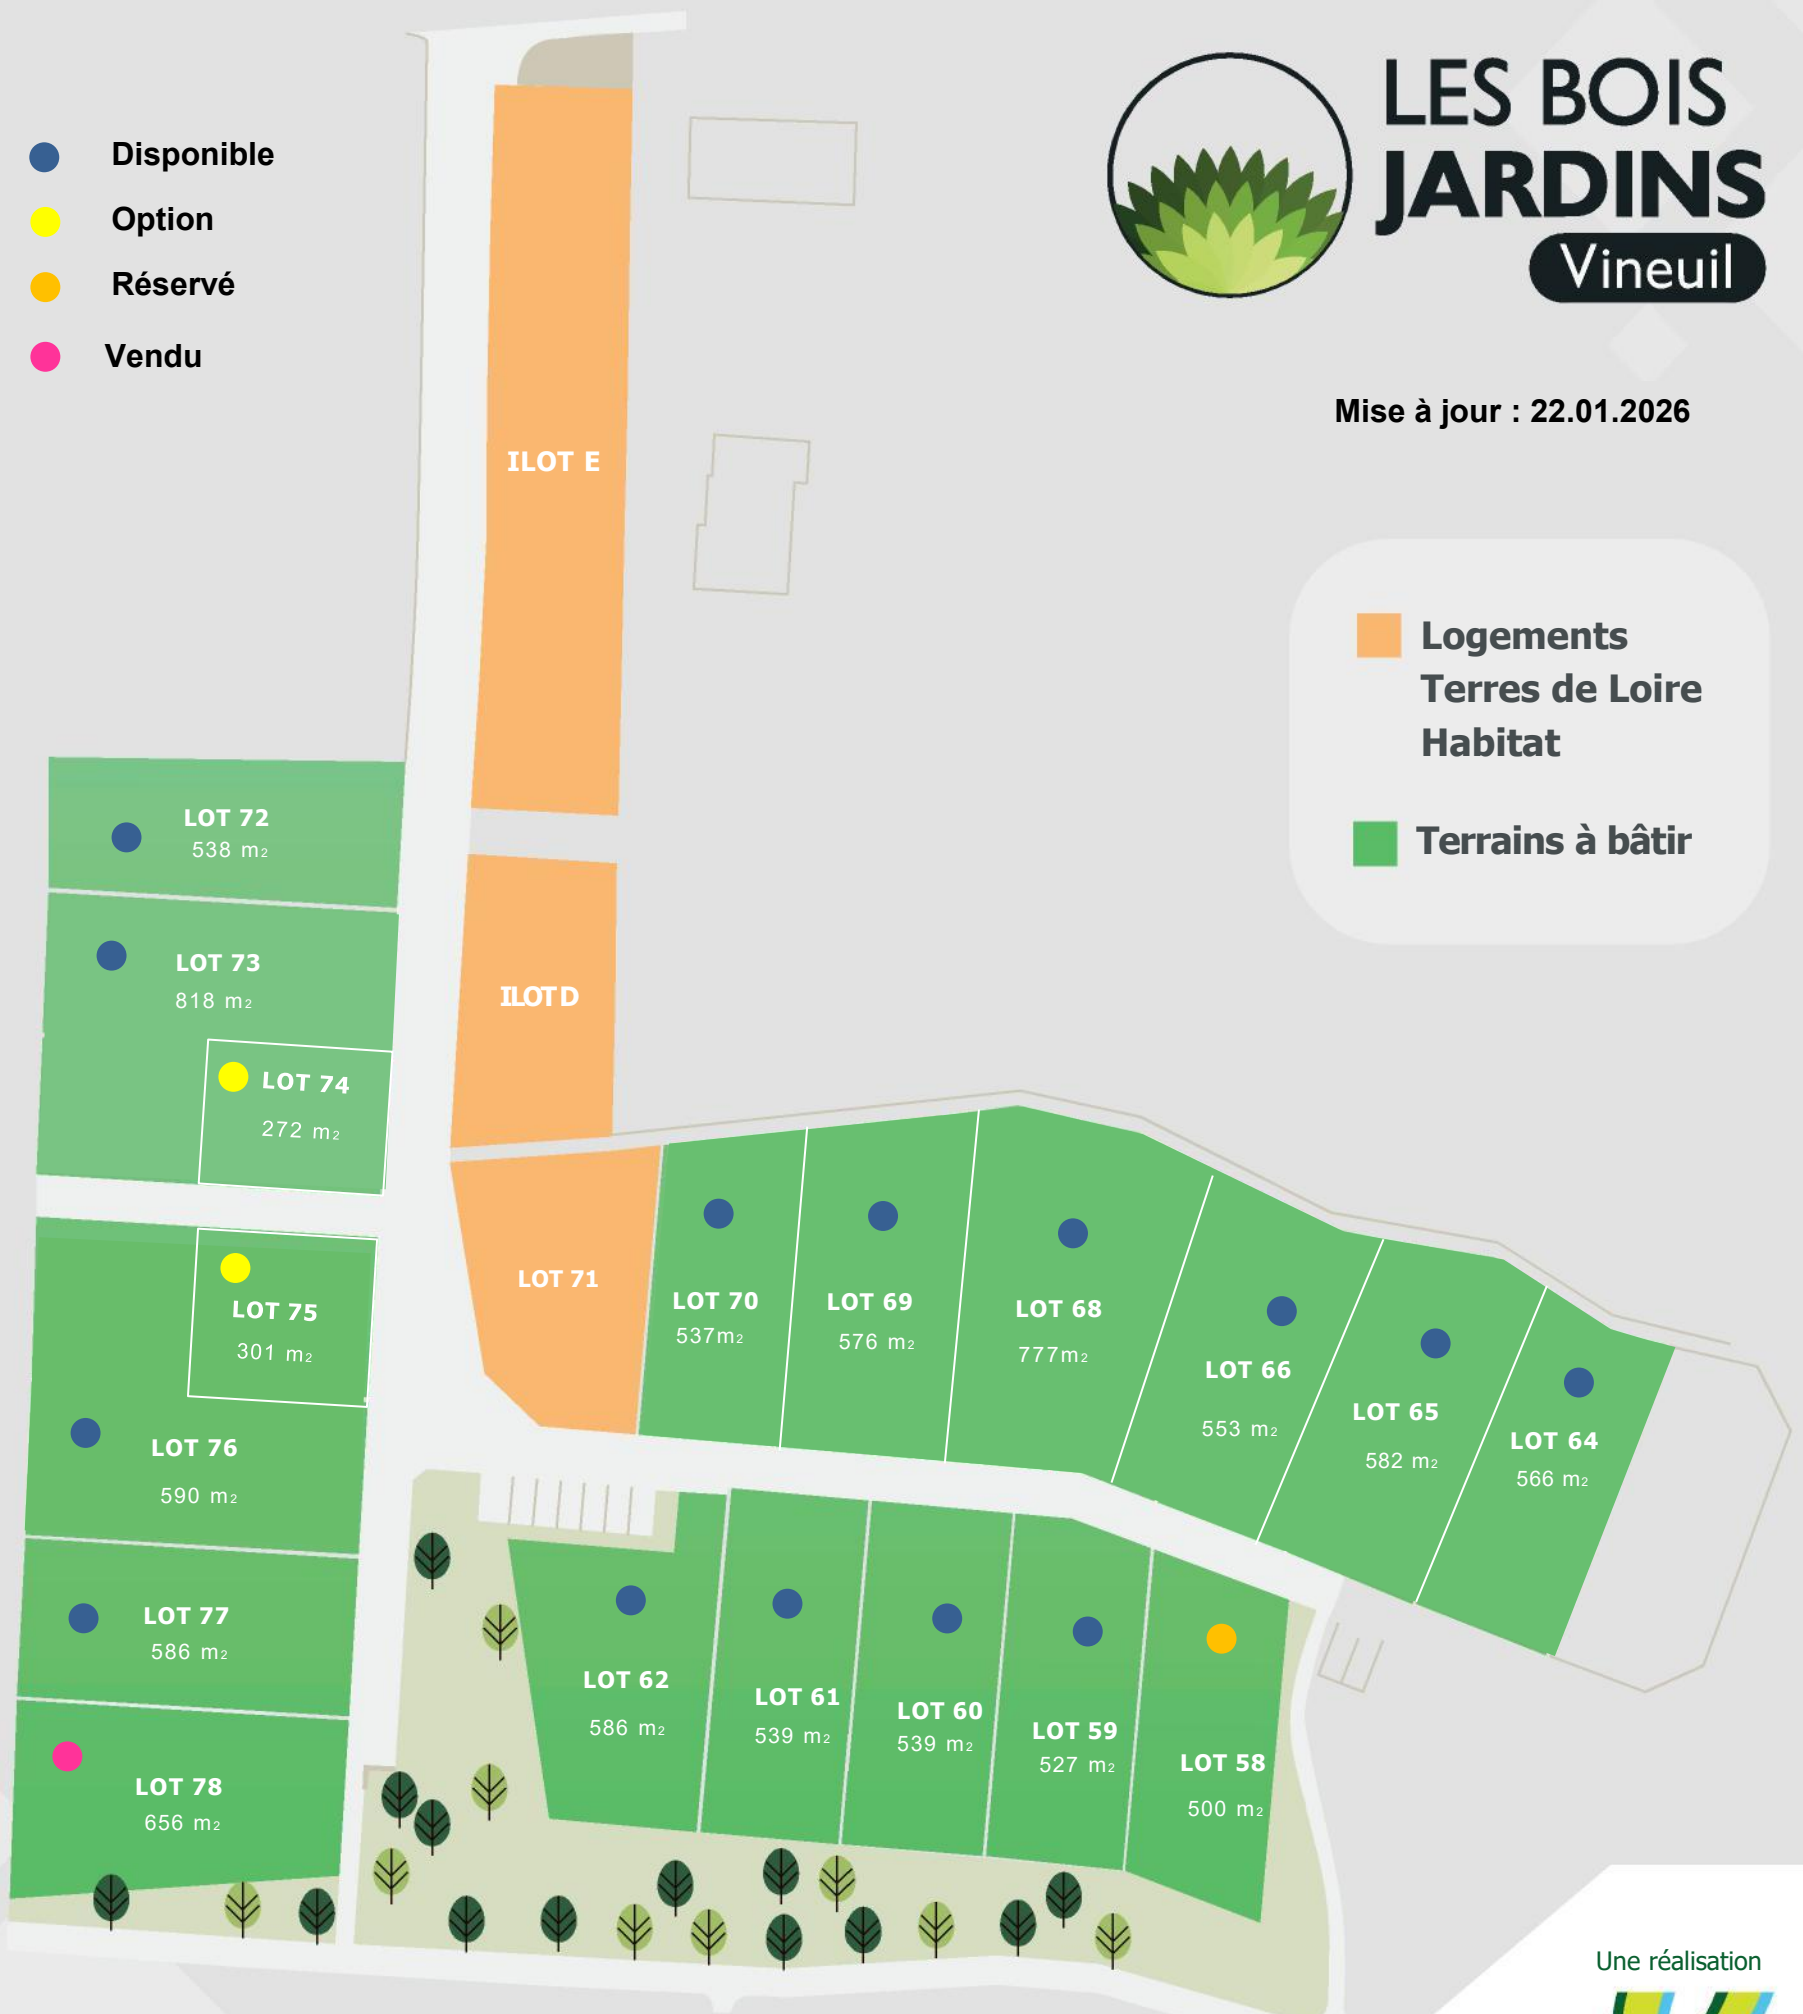 Disponible
Option
Réservé
Vendu
LES BOIS
JARDINS
Vineuil
Mise à jour : 22.01.2026
ILOT E
Logements
Terres de Loire
Habitat
Terrains à bâtir
LOT 72
538 m2
LOT 73
818 m2
ILOT D
LOT 74
272 m2
LOT 71
LOT 75
301 m2
LOT 70
537m2
LOT 69
576 m2
LOT 68
777m2
LOT 66
553 m2
LOT 65
582 m2
LOT 64
566 m2
LOT 76
590 m2
LOT 77
586 m2
LOT 78
656 m2
LOT 62
586 m2
LOT 61
539 m2
LOT 60
539 m2
LOT 59
527 m2
LOT 58
500 m2
Une réalisation